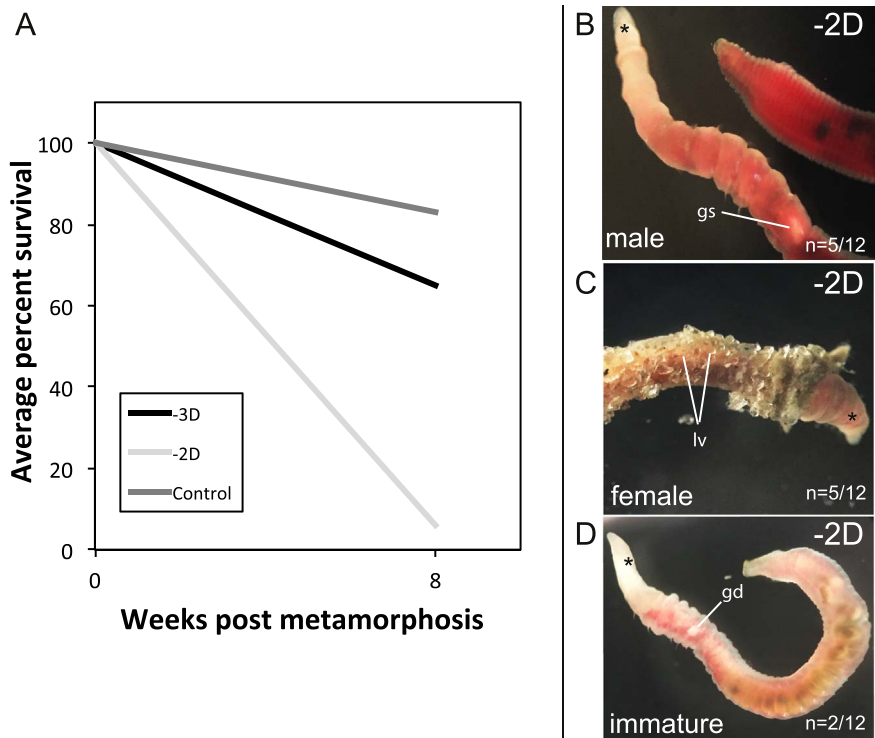 A
Average percent survival
100
80
60
40
20
0
-3D
-2D
Control
0
8
Weeks post metamorphosis
B
-2D
*
gs
male
n=5/12
C
-2D
lv
*
female
n=5/12
D
-2D
*
gd
immature
n=2/12